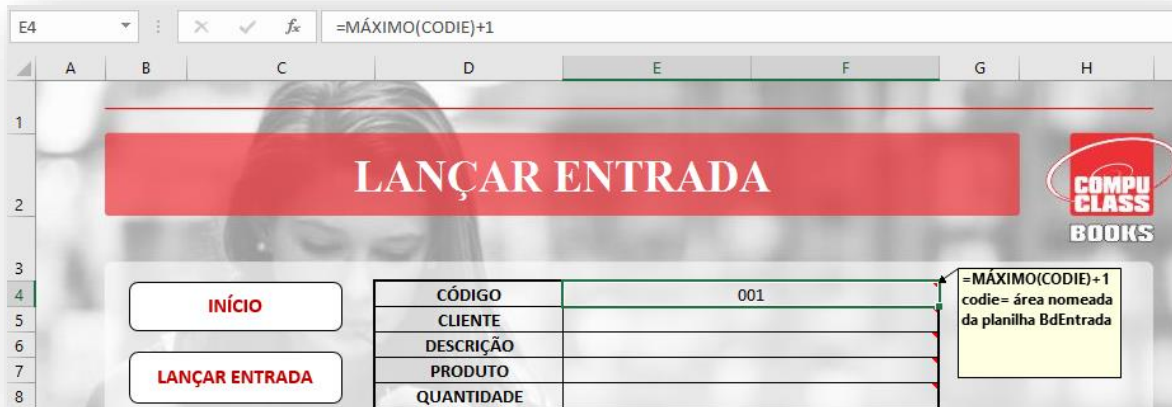 E4
fx
=MÁXIMO(CODIE)+1
A B C D E F G H
1
LANÇAR ENTRADA
COMPU
CLASS
BOOKS
2
3
4
INÍCIO
CÓDIGO 001
=MÁXIMO(CODIE)+1
codie= área nomeada
da planilha BdEntrada
5
CLIENTE
6
DESCRIÇÃO
7
LANÇAR ENTRADA
PRODUTO
8
QUANTIDADE